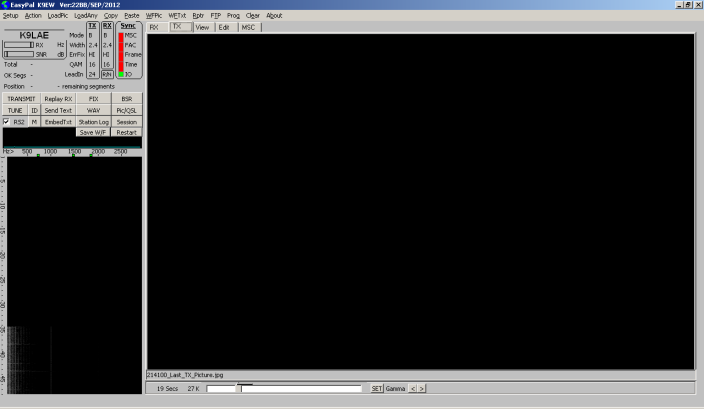 EasyPal K9EW Ver:22BB/SEP/2012
Setup Action LoadPic LoadAny Copy Paste WFPic WFTxt Rptr FTP Prog Clear About
TX RX Sync
K9LAE Mode B B MSC
RX Hz Width 2.4 2.4 FAC
SNR dB ErrFix HI HI Frame
Total - QAM 16 16 Time
OK Segs - LeadIn 24 R/N IO
Position - - remaining segments
RX TX View Edit MSC
TRANSMIT Replay RX FIX BSR
TUNE ID Send Text WAV Pic/QSL
RS2 M EmbedTxt Station Log Session
Save WJF Restart
Hz> 500 1000 1500 2000 2500
214100_Last_TX_Picture.jpg
19 Secs 27 K SET Gamma < >